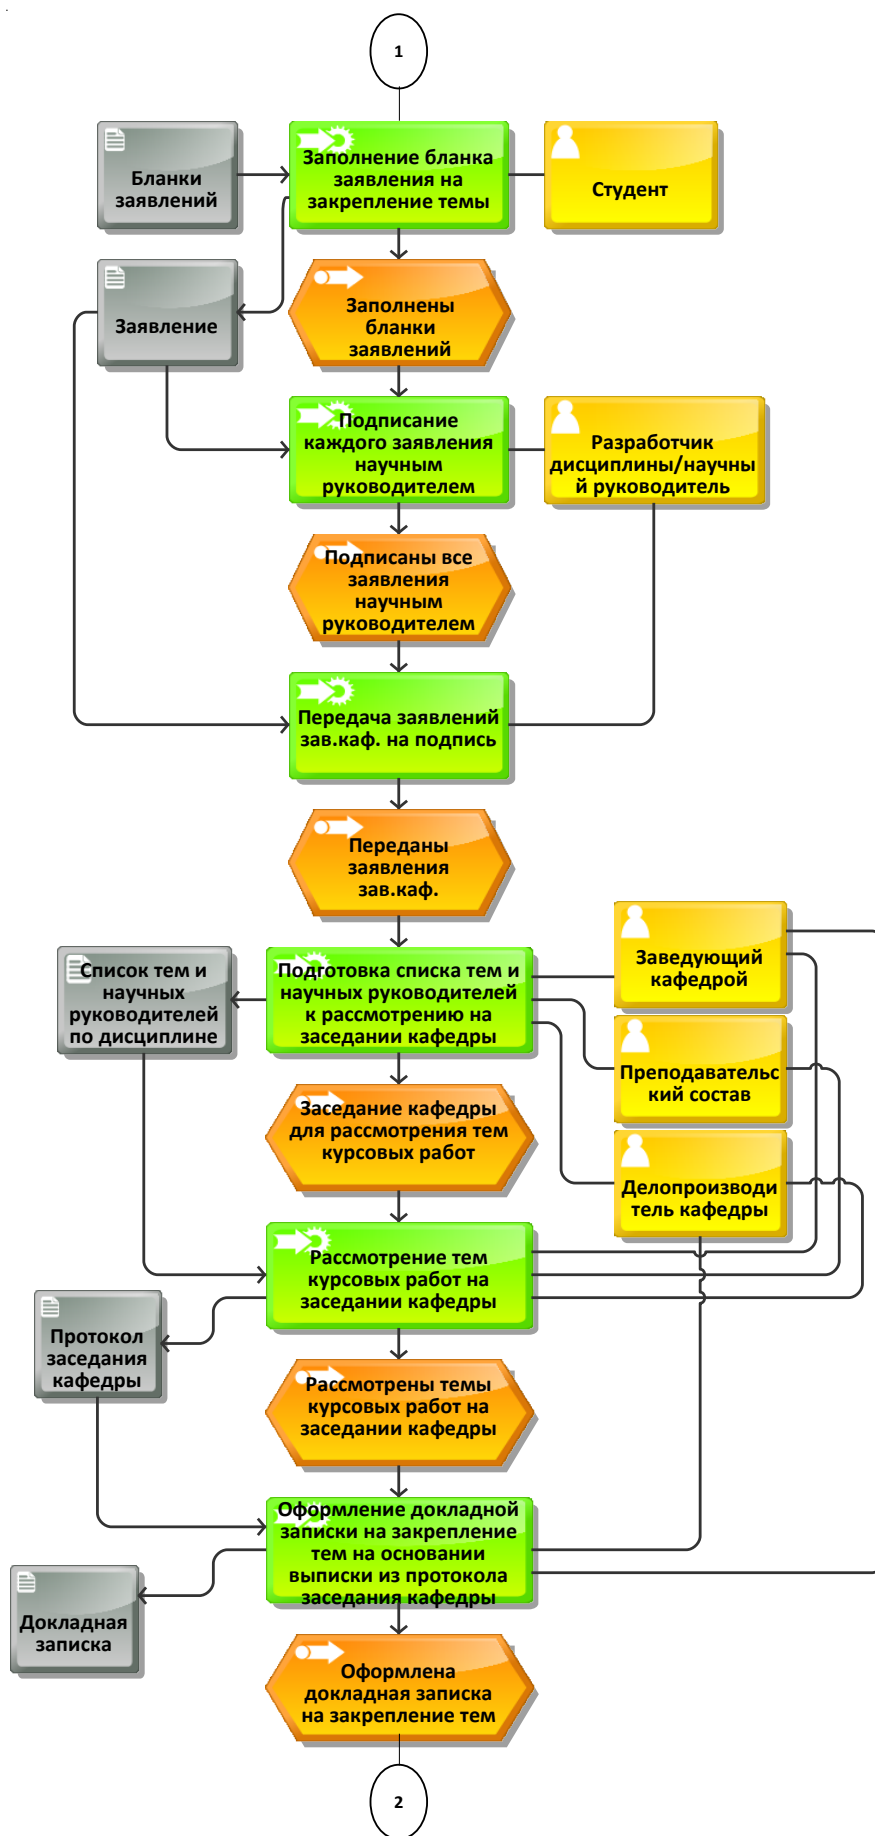 1
Бланки
заявлений
Заполнение бланка
заявления на
закрепление темы
Студент
Заявление
Заполнены
бланки
заявлений
Подписание
каждого заявления
научным
руководителем
Разработчик
дисциплины/научны
й руководитель
Подписаны все
заявления
научным
руководителем
Передача заявлений
зав.каф. на подпись
Переданы
заявления
зав.каф.
Заведующий
кафедрой
Список тем и
научных
руководителей
по дисциплине
Подготовка списка тем и
научных руководителей
к рассмотрению на
заседании кафедры
Преподавательс
кий состав
Заседание кафедры
для рассмотрения тем
курсовых работ
Делопроизводи
тель кафедры
Рассмотрение тем
курсовых работ на
заседании кафедры
Протокол
заседания
кафедры
Рассмотрены темы
курсовых работ на
заседании кафедры
Оформление докладной
записки на закрепление
тем на основании
выписки из протокола
заседания кафедры
Докладная
записка
Оформлена
докладная записка
на закрепление тем
2